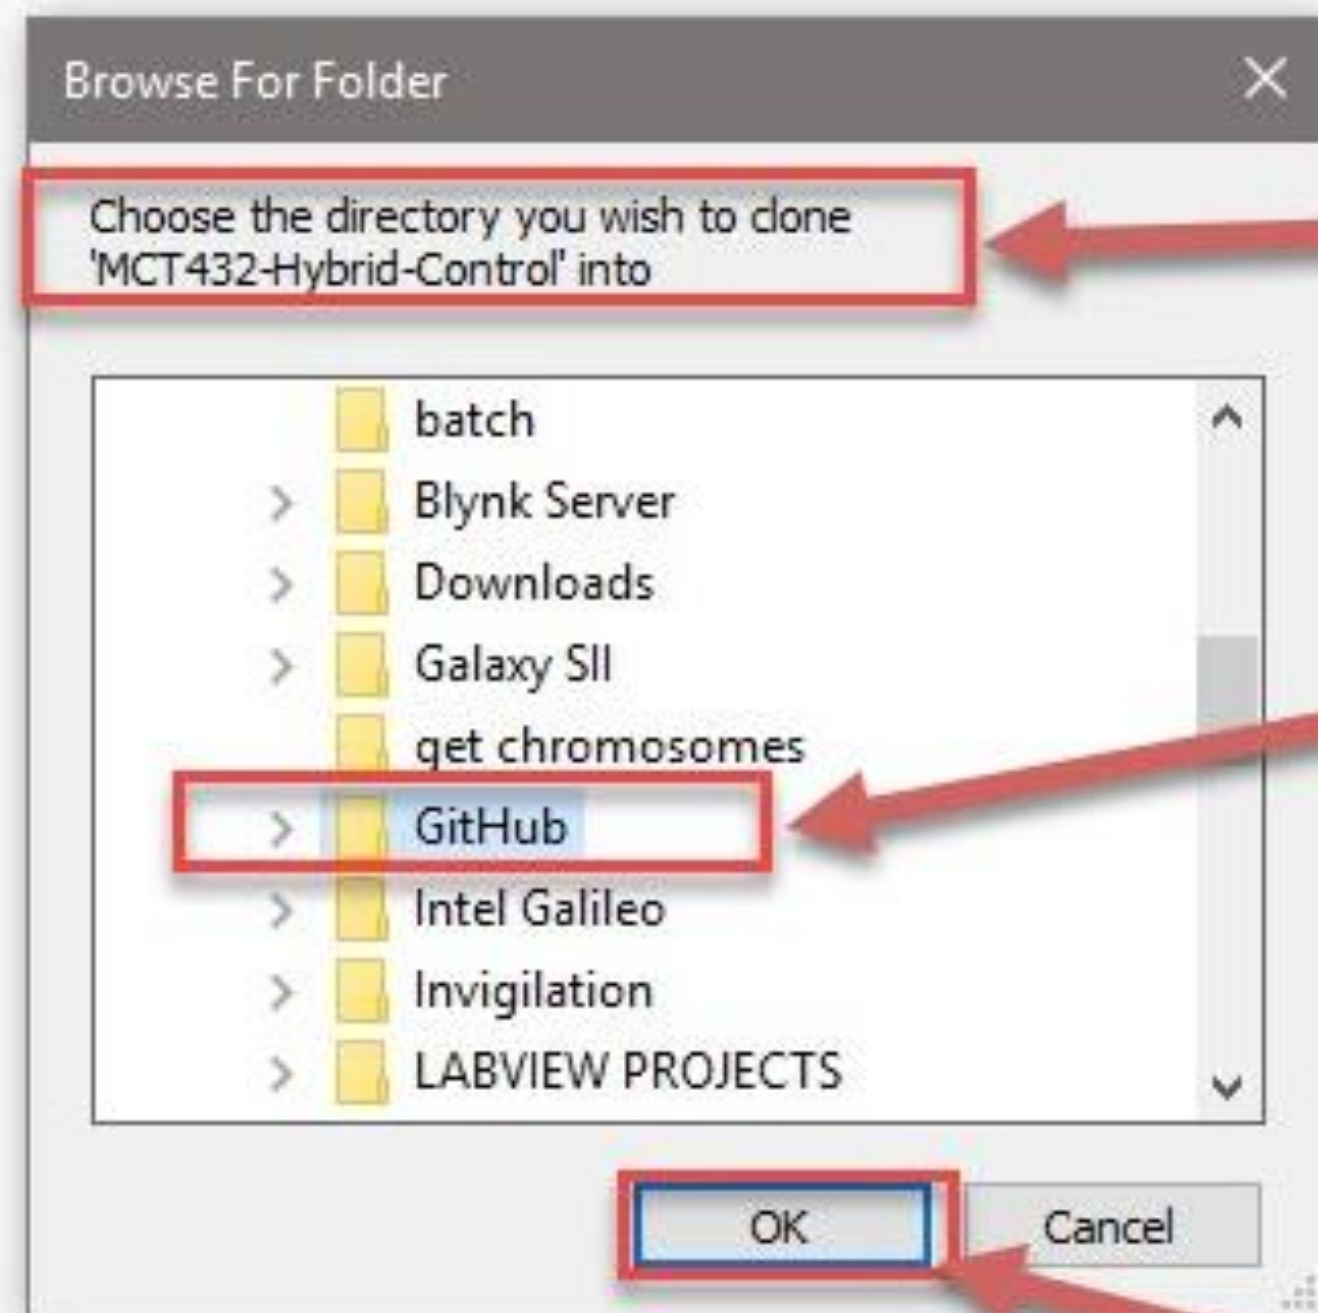 Browse For Folder
Choose the directory you wish to clone
'MCT432-Hybrid-Control' into
batch
Blynk Server
Downloads
Galaxy SII
get chromosomes
GitHub
Intel Galileo
Invigilation
LABVIEW PROJECTS
OK Cancel